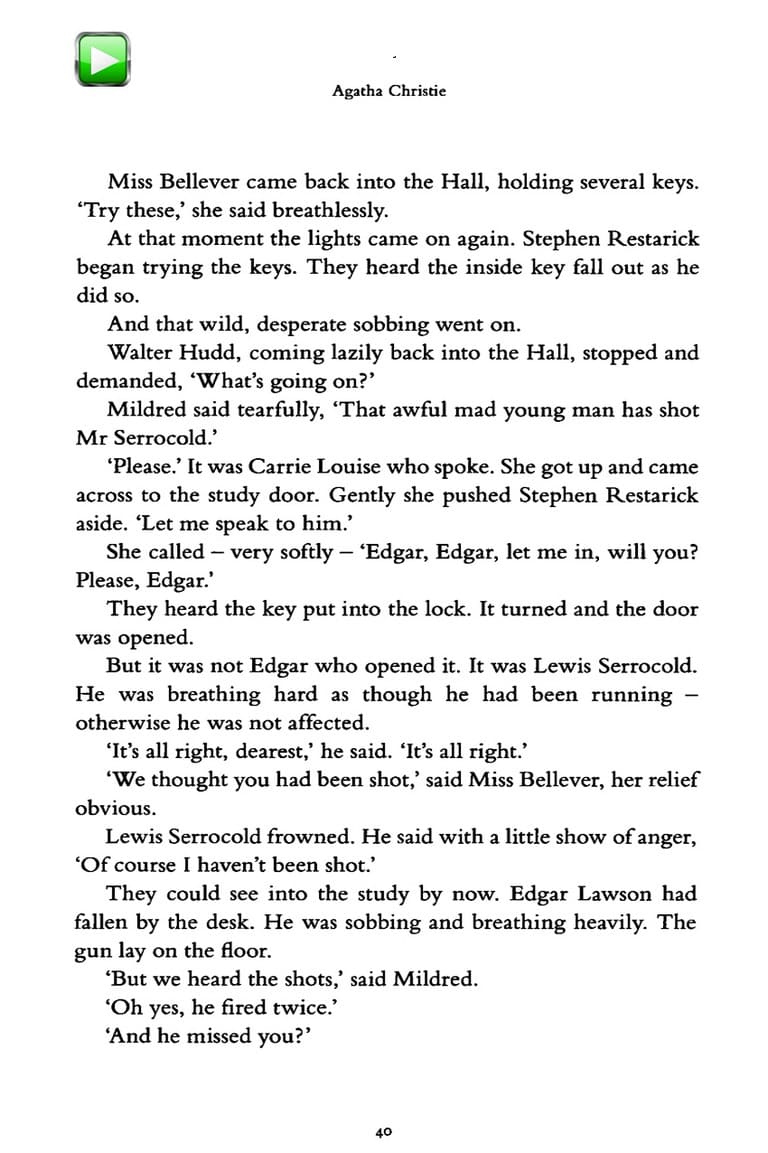 Agatha Christie
Miss Bellever came back into the Hall, holding several keys.
‘Try these,’ she said breathlessly.
At that moment the lights came on again. Stephen Restarick
began trying the keys. They heard the inside key fall out as he
did so.
And that wild, desperate sobbing went on.
Walter Hudd, coming lazily back into the Hall, stopped and
demanded, ‘What’s going on?’
Mildred said tearfully, ‘That awful mad young man has shot
Mr Serrocold.’
‘Please.’ It was Carrie Louise who spoke. She got up and came
across to the study door. Gently she pushed Stephen Restarick
aside. ‘Let me speak to him.’
She called – very softly – ‘Edgar, Edgar, let me in, will you?
Please, Edgar.’
They heard the key put into the lock. It turned and the door
was opened.
But it was not Edgar who opened it. It was Lewis Serrocold.
He was breathing hard as though he had been running –
otherwise he was not affected.
‘It’s all right, dearest,’ he said. ‘It’s all right.’
‘We thought you had been shot,’ said Miss Bellever, her relief
obvious.
Lewis Serrocold frowned. He said with a little show of anger,
‘Of course I haven’t been shot.’
They could see into the study by now. Edgar Lawson had
fallen by the desk. He was sobbing and breathing heavily. The
gun lay on the floor.
‘But we heard the shots,’ said Mildred.
‘Oh yes, he fired twice.’
‘And he missed you?’
40